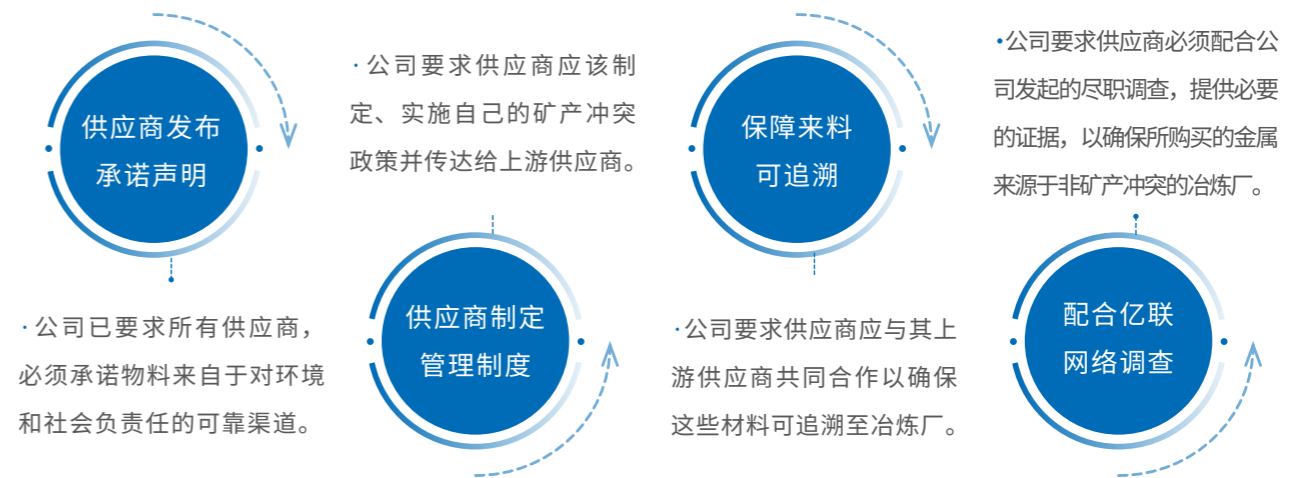 供应商发布
承诺声明
· 公司已要求所有供应商，
必须承诺物料来自于对环境
和社会负责任的可靠渠道。
· 公司要求供应商应该制
定、实施自己的矿产冲突
政策并传达给上游供应商。
供应商制定
管理制度
保障来料
可追溯
·公司要求供应商应与其上
游供应商共同合作以确保
这些材料可追溯至冶炼厂。
·公司要求供应商必须配合公
司发起的尽职调查，提供必要
的证据，以确保所购买的金属
来源于非矿产冲突的冶炼厂。
配合亿联
网络调查